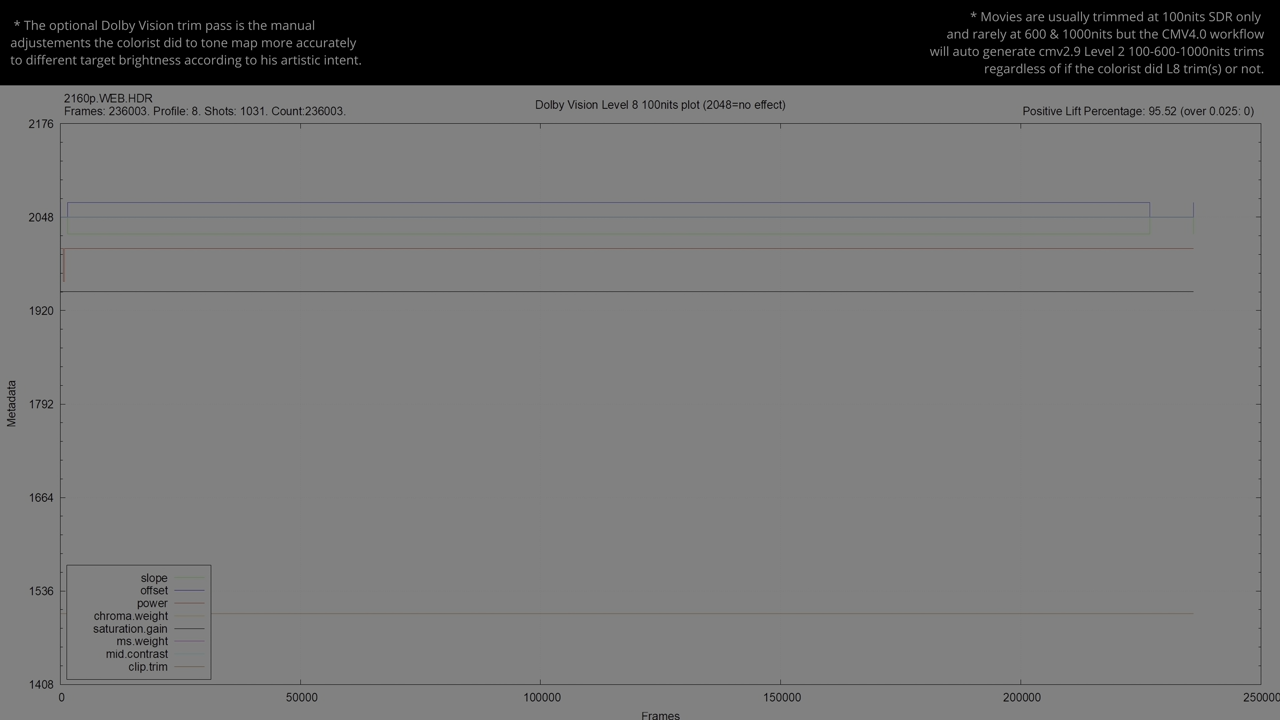 * The optional Dolby Vision trim pass is the manual
adjustements the colorist did to tone map more accurately
to different target brightness according to his artistic intent.
* Movies are usually trimmed at 100nits SDR only
and rarely at 600 & 1000nits but the CMV4.0 workflow
will auto generate cmv2.9 Level 2 100-600-1000nits trims
regardless of if the colorist did L8 trim(s) or not.
2160p.WEB.HDR
Frames: 236003. Profile: 8. Shots: 1031. Count:236003.
Dolby Vision Level 8 100nits plot (2048=no effect)
Positive Lift Percentage: 95.52 (over 0.025: 0)
2176
2048
1920
1792
1664
1536
1408
Metadata
slope
offset
power
chroma.weight
saturation.gain
ms.weight
mid.contrast
clip.trim
0
50000
100000
150000
200000
250000
Frames